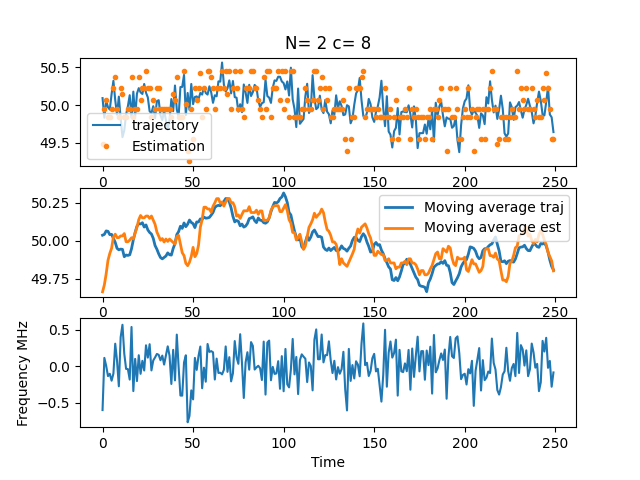 N= 2 c= 8
50.5
50.0
49.5
trajectory
Estimation
0 50 100 150 200 250
50.25
50.00
49.75
Moving average traj
Moving average est
0 50 100 150 200 250
0.5
0.0
−0.5
Frequency MHz
0 50 100 150 200 250
Time